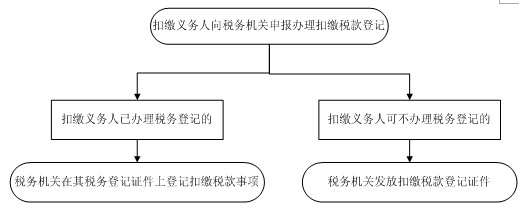 扣缴义务人向税务机关申报办理扣缴税款登记
扣缴义务人已办理税务登记的
扣缴义务人可不办理税务登记的
税务机关在其税务登记证件上登记扣缴税款事项
税务机关发放扣缴税款登记证件